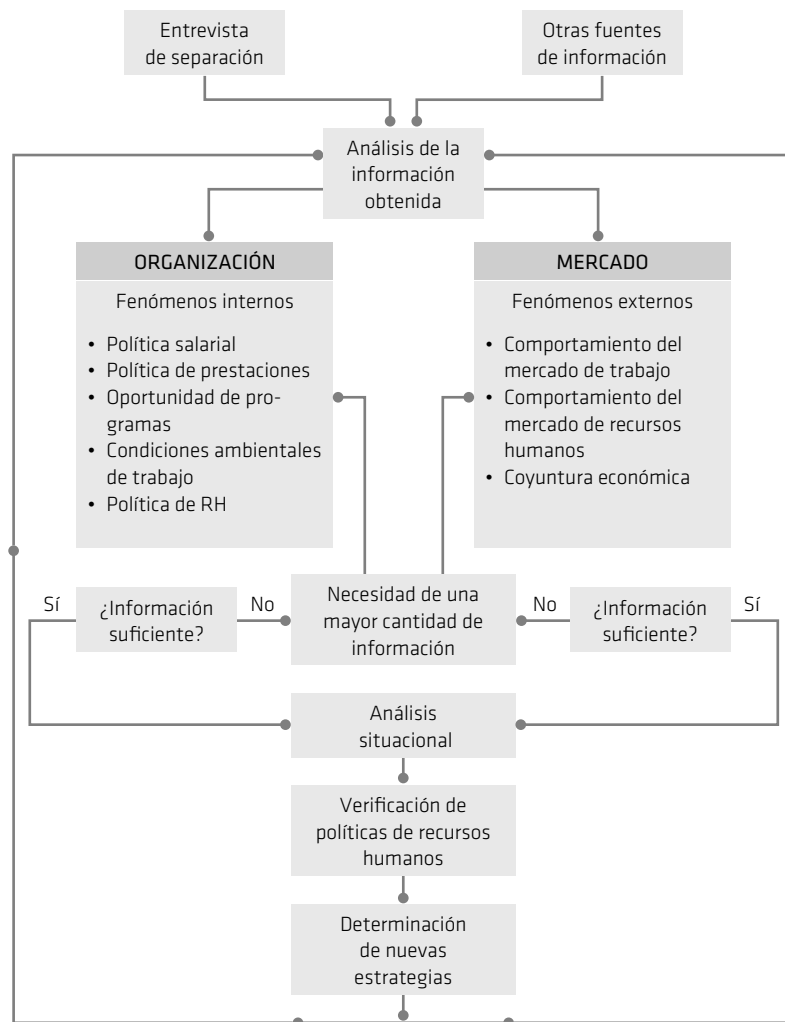 Entrevista
de separación
Otras fuentes
de información
Análisis de la
información
obtenida
ORGANIZACIÓN
Fenómenos internos
• Política salarial
• Política de prestaciones
• Oportunidad de pro-
gramas
• Condiciones ambientales
de trabajo
• Política de RH
MERCADO
Fenómenos externos
• Comportamiento del
mercado de trabajo
• Comportamiento del
mercado de recursos
humanos
• Coyuntura económica
Sí
¿Información
suficiente?
No
Necesidad de una
mayor cantidad de
información
No
¿Información
suficiente?
Sí
Análisis
situacional
Verificación de
políticas de recursos
humanos
Determinación
de nuevas
estrategias